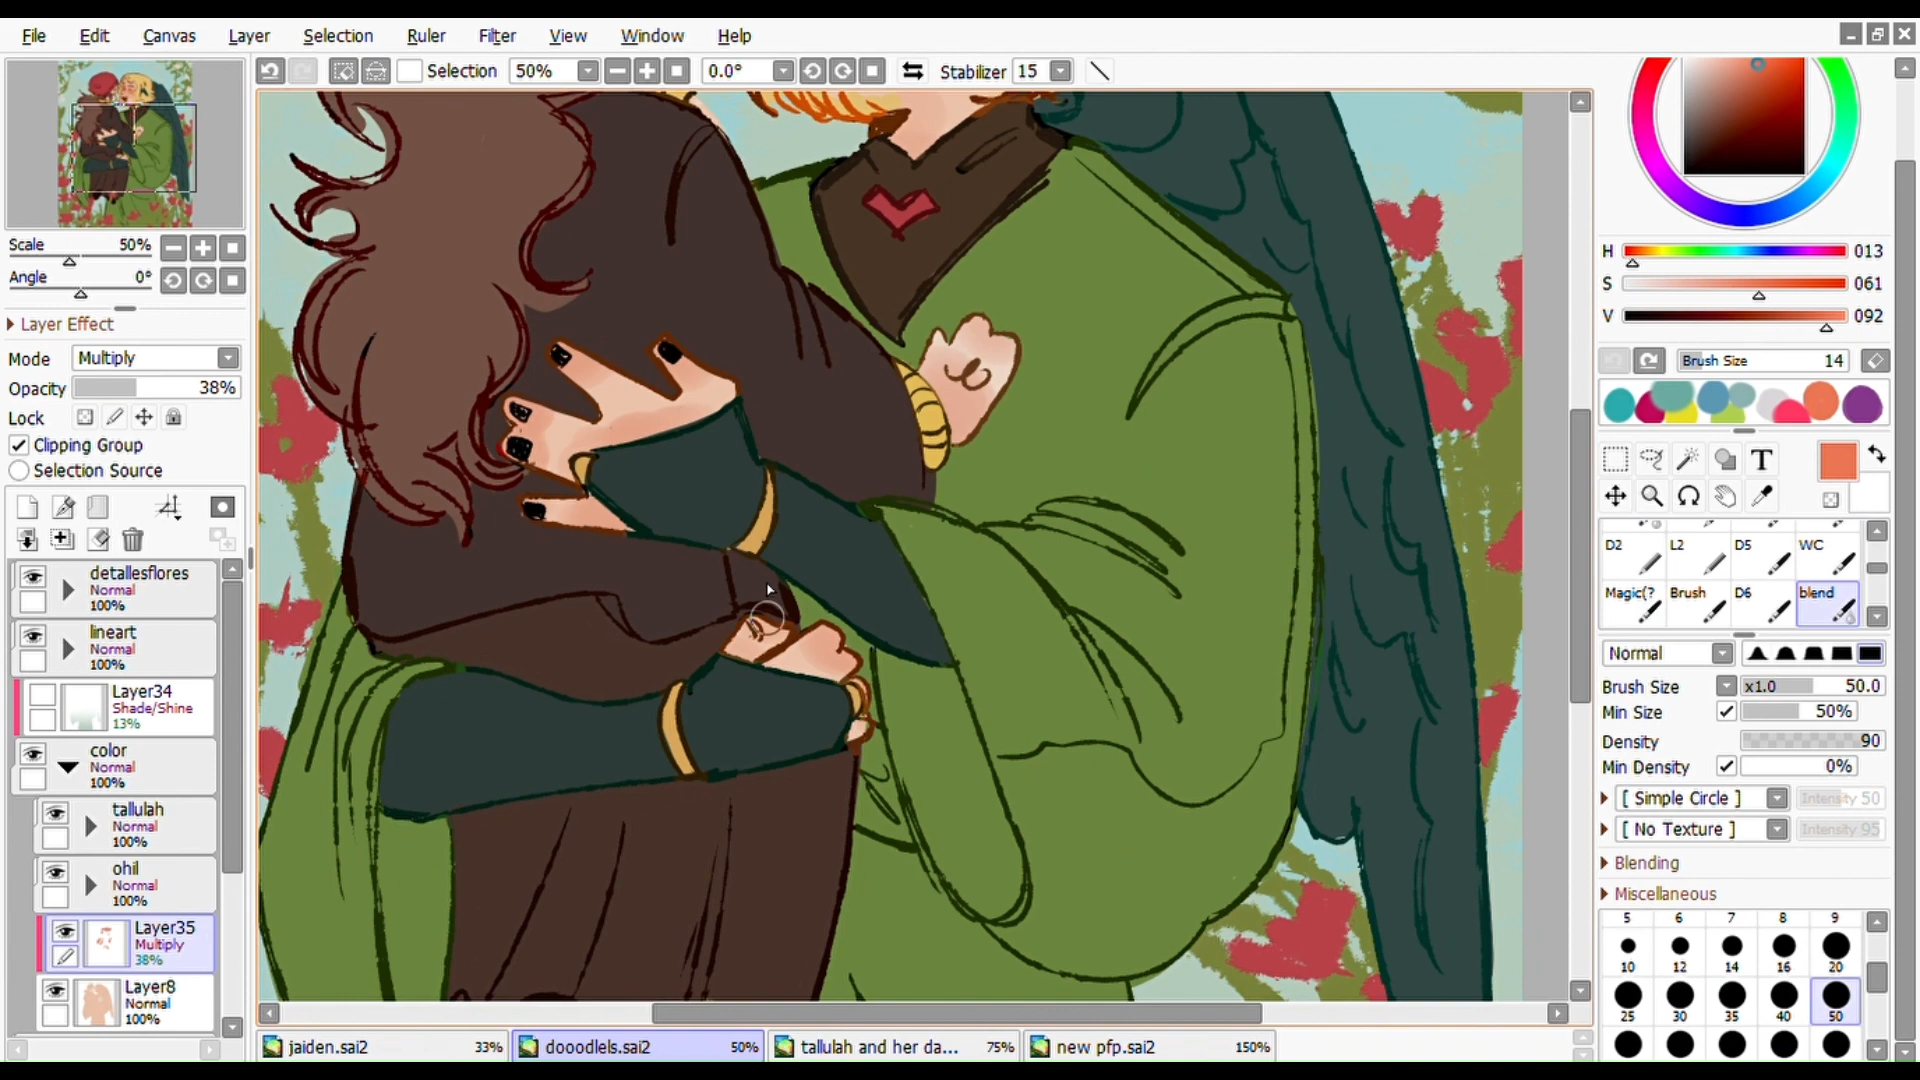 File Edit Canvas Layer Selection Ruler Filter View Window Help
Selection 50% 0.0° Stabilizer 15
Scale 50%
Angle 0°
Layer Effect
Mode Multiply
Opacity 38%
Lock
Clipping Group
Selection Source
detallesflores
Normal
100%
lineart
Normal
100%
Layer34
Shade/Shine
13%
color
Normal
100%
tallulah
Normal
100%
ohil
Normal
100%
Layer35
Multiply
38%
Layer8
Normal
100%
jaiden.sai2 33% dooodlels.sai2 50% tallulah and her da... 75% new pfp.sai2 150%
H 013
S 061
V 092
Brush Size 14
T
D2 L2 D5 WC
Magic(? Brush D6 blend
Normal
Brush Size x1.0 50.0
Min Size 50%
Density 90
Min Density 0%
[ Simple Circle ] Intensity 50
[ No Texture ] Intensity 95
Blending
Miscellaneous
5 6 7 8 9
10 12 14 16 20
25 30 35 40 50